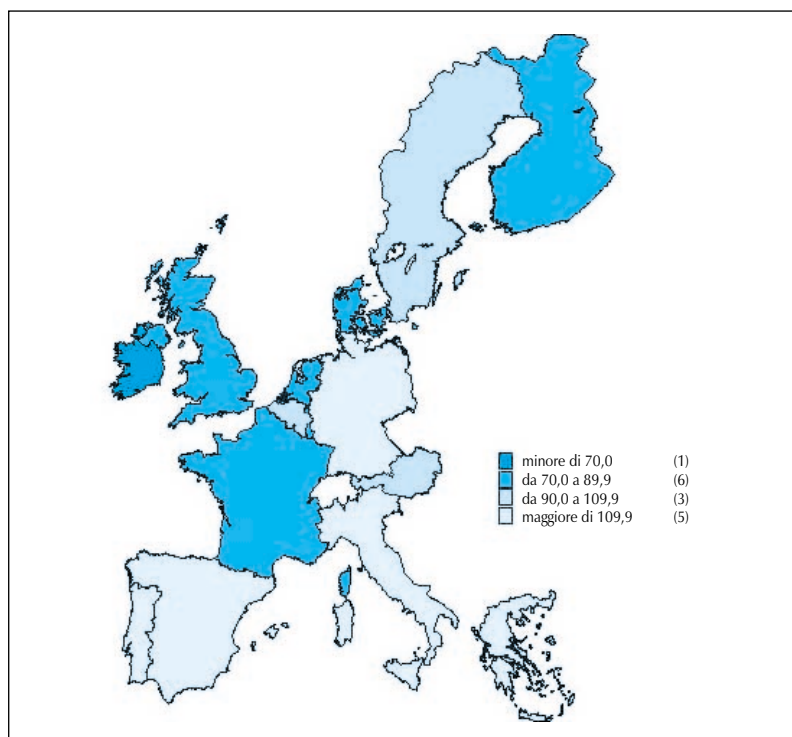 minore di 70,0 (1)
da 70,0 a 89,9 (6)
da 90,0 a 109,9 (3)
maggiore di 109,9 (5)